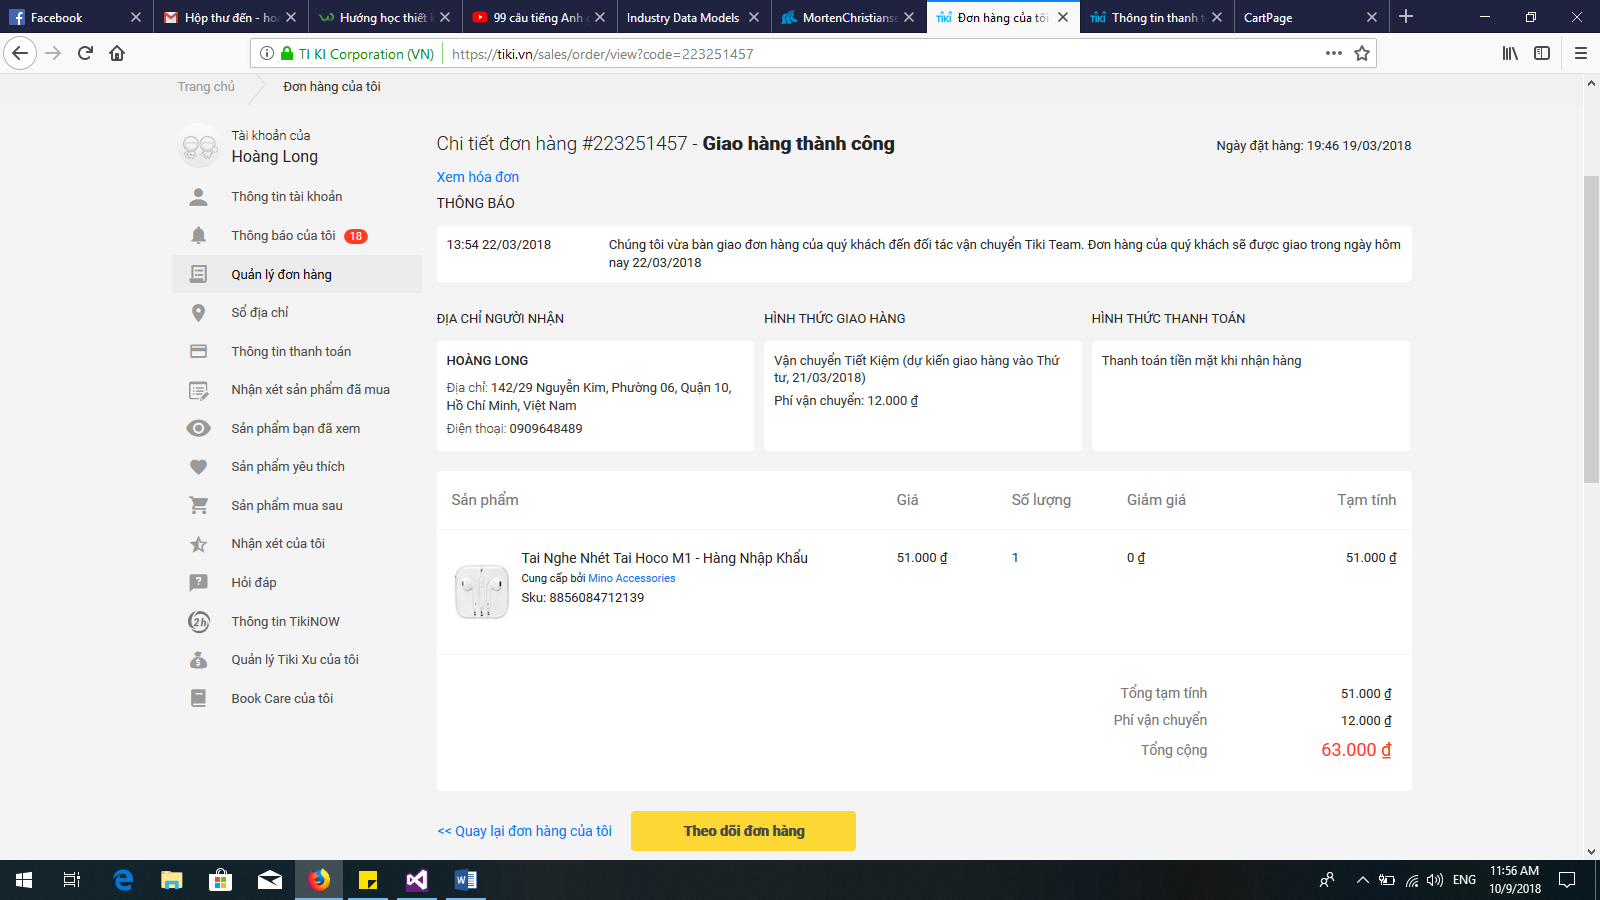 Facebook
Hộp thư đến - hoà
Hướng học thiết k
99 câu tiếng Anh
Industry Data Models
MortenChristianse
Đơn hàng của tôi
Thông tin thanh t
CartPage
TI KI Corporation (VN)
https://tiki.vn/sales/order/view?code=223251457
Trang chủ
Đơn hàng của tôi
Tài khoản của
Hoàng Long
Thông tin tài khoản
Thông báo của tôi 18
Quản lý đơn hàng
Sổ địa chỉ
Thông tin thanh toán
Nhận xét sản phẩm đã mua
Sản phẩm bạn đã xem
Sản phẩm yêu thích
Sản phẩm mua sau
Nhận xét của tôi
Hỏi đáp
2h Thông tin TikiNOW
Quản lý Tiki Xu của tôi
Book Care của tôi
Chi tiết đơn hàng #223251457 - Giao hàng thành công
Ngày đặt hàng: 19:46 19/03/2018
Xem hóa đơn
THÔNG BÁO
13:54 22/03/2018
Chúng tôi vừa bàn giao đơn hàng của quý khách đến đối tác vận chuyển Tiki Team. Đơn hàng của quý khách sẽ được giao trong ngày hôm
nay 22/03/2018
ĐỊA CHỈ NGƯỜI NHẬN
HOÀNG LONG
Địa chỉ: 142/29 Nguyễn Kim, Phường 06, Quận 10,
Hồ Chí Minh, Việt Nam
Điện thoại: 0909648489
HÌNH THỨC GIAO HÀNG
Vận chuyển Tiết Kiệm (dự kiến giao hàng vào Thứ
tư, 21/03/2018)
Phí vận chuyển: 12.000 ₫
HÌNH THỨC THANH TOÁN
Thanh toán tiền mặt khi nhận hàng
Sản phẩm Giá Số lượng Giảm giá Tạm tính
Tai Nghe Nhét Tai Hoco M1 - Hàng Nhập Khẩu 51.000 ₫ 1 0 ₫ 51.000 ₫
Cung cấp bởi Mino Accessories
Sku: 8856084712139
Tổng tạm tính 51.000 ₫
Phí vận chuyển 12.000 ₫
Tổng cộng 63.000 ₫
<< Quay lại đơn hàng của tôi
Theo dõi đơn hàng
ENG
11:56 AM
10/9/2018